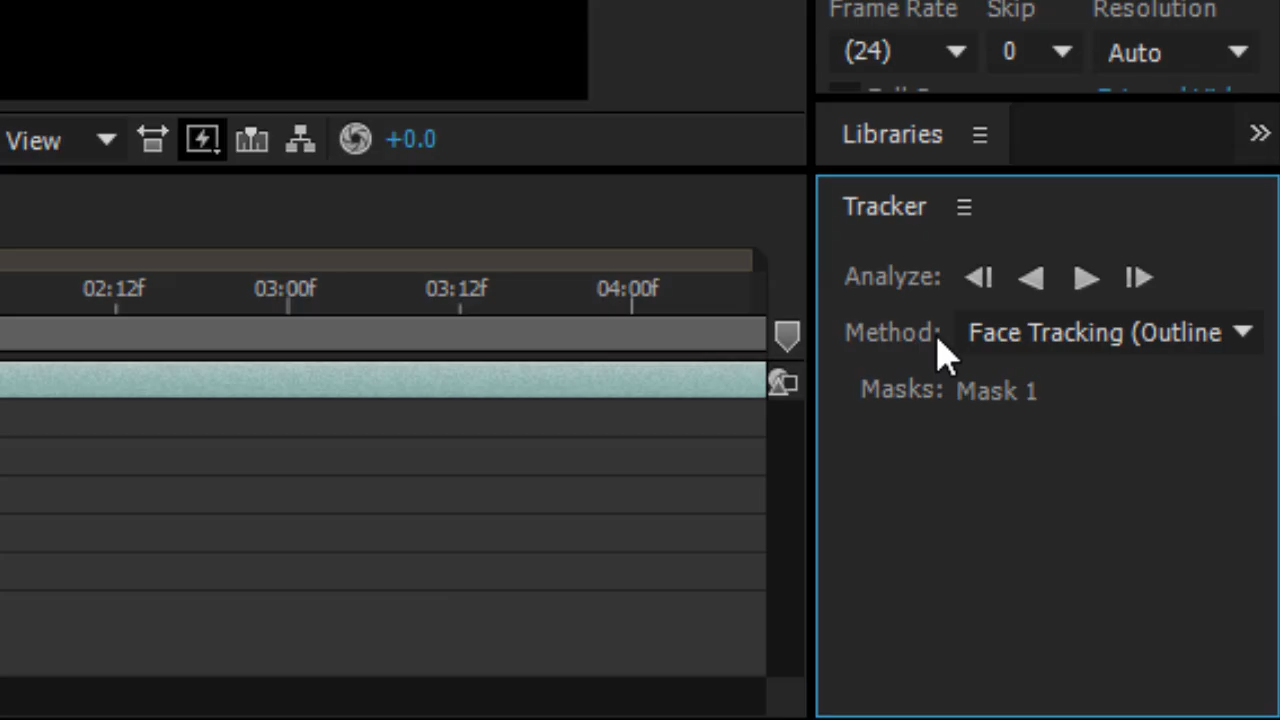 Frame Rate Skip Resolution
(24) 0 Auto
View +0.0
Libraries
Tracker
Analyze:
02:12f 03:00f 03:12f 04:00f
Method: Face Tracking (Outline
Masks: Mask 1